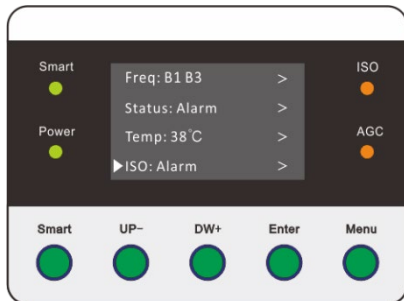 Smart
Power
Freq: B1 B3 >
Status: Alarm >
Temp: 38°C >
▶ISO: Alarm >
ISO
AGC
Smart UP- DW+ Enter Menu